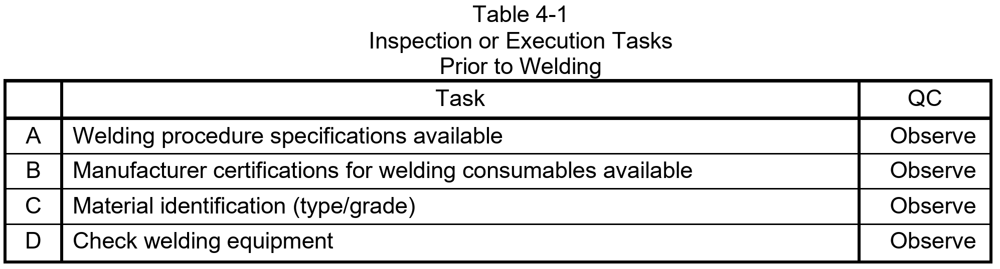 Table 4-1
Inspection or Execution Tasks
Prior to Welding
Task QC
A Welding procedure specifications available Observe
B Manufacturer certifications for welding consumables available Observe
C Material identification (type/grade) Observe
D Check welding equipment Observe